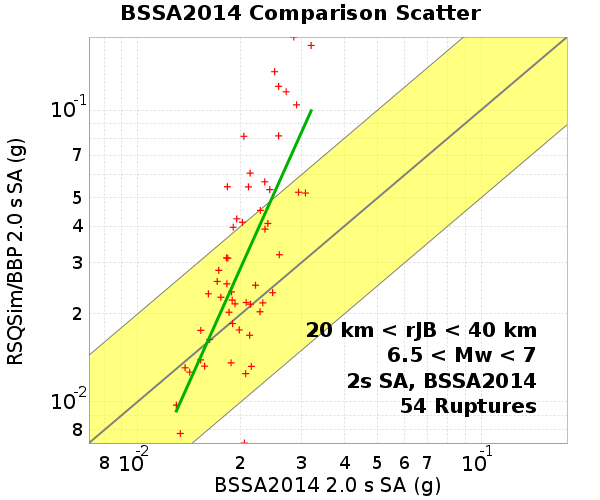 BSSA2014 Comparison Scatter
RSQSim/BBP 2.0 s SA (g)
10-1
7
5
4
3
2
10-2
8
20 km < rJB < 40 km
6.5 < Mw < 7
2s SA, BSSA2014
54 Ruptures
8 10-2 2 3 4 5 6 7 10-1
BSSA2014 2.0 s SA (g)